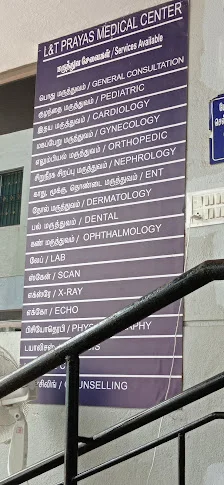 L&T PRAYAS MEDICAL CENTER
மருத்துவ சேவைகள் / Services Available
பொது மருத்துவம் / GENERAL CONSULTATION
குழந்தை மருத்துவம் / PEDIATRIC
இதய மருத்துவம் / CARDIOLOGY
மகப்பேறு மருத்துவம் / GYNECOLOGY
எலும்பியல் மருத்துவம் / ORTHOPEDIC
சிறுநீரக சிறப்பு மருத்துவம் / NEPHROLOGY
காது, மூக்கு, தொண்டை மருத்துவம் / ENT
தோல் மருத்துவம் / DERMATOLOGY
பல் மருத்துவம் / DENTAL
கண் மருத்துவம் / OPHTHALMOLOGY
லேப் / LAB
ஸ்கேன் / SCAN
எக்ஸ்ரே / X-RAY
எக்கோ / ECHO
பிசியோதெரபி /
/ COUNSELLING